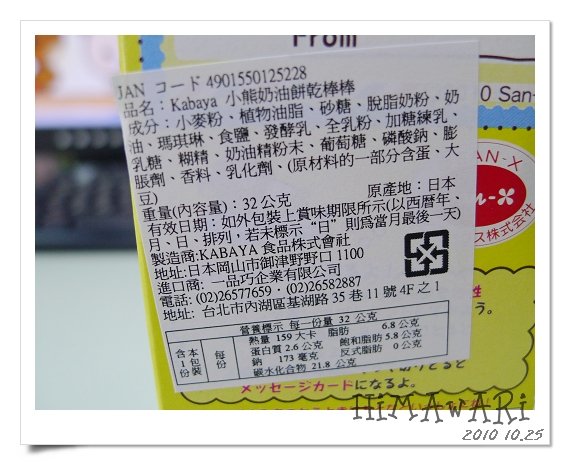 From
JAN コード 4901550125228
品名：Kabaya 小熊奶油餅乾棒棒
成分：小麥粉、植物油脂、砂糖、脫脂奶粉、奶
油、瑪琪琳、食鹽、發酵乳、全乳粉、加糖練乳、
乳糖、糊精、奶油精粉末、葡萄糖、磷酸鈉、膨
脹劑、香料、乳化劑、(原材料的一部分含蛋、大
豆)
重量(內容量)：32 公克 原產地：日本
有效日期：如外包裝上賞味期限所示(以西曆年、
月、日、排列，若未標示“日”則為當月最後一天)
製造商:KABAYA 食品株式會社
地址:日本岡山市御津野野口 1100
進口商: 一品巧企業有限公司
電話: (02)26577659．(02)26582887
地址: 台北市內湖區基湖路 35 巷 11 號 4F 之 1
營養標示 每一份量 32 公克
本包裝含 1 份
每份
熱量 159 大卡 脂肪 6.8 公克
蛋白質 2.6 公克 飽和脂肪 5.8 公克
鈉 173 毫克 反式脂肪 0 公克
碳水化合物 21.8 公克
0 San-
AN-X
ス株式会社
メッセージカードになるよ。
HiMAWARi
2010 10.25